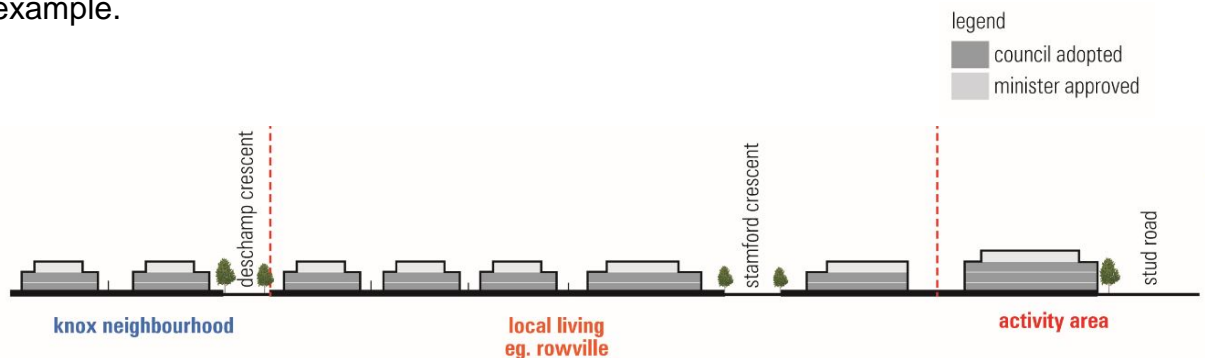 example.
legend
council adopted
minister approved
deschamp crescent
stamford crescent
stud road
knox neighbourhood
local living
eg. rowville
activity area